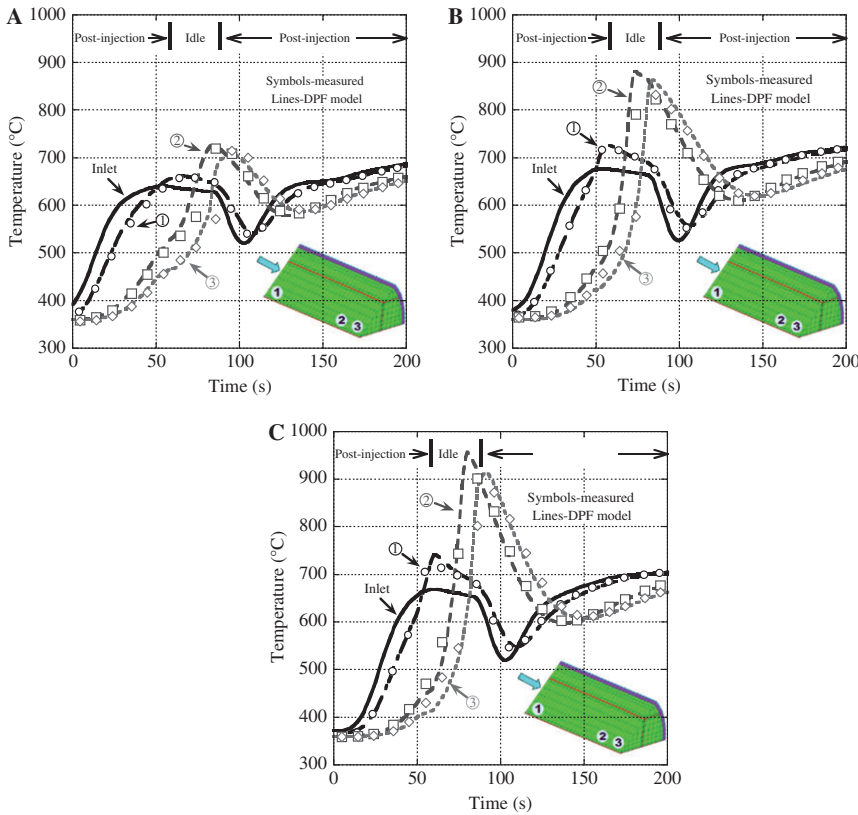 A
1000
900
800
700
600
500
400
300
Temperature (°C)
Post-injection
Idle
Post-injection
Symbols-measured
Lines-DPF model
Inlet
①
②
③
1
2
3
0
50
100
150
200
Time (s)
B
1000
900
800
700
600
500
400
300
Temperature (°C)
Post-injection
Idle
Post-injection
Symbols-measured
Lines-DPF model
Inlet
①
②
③
1
2
3
0
50
100
150
200
Time (s)
C
1000
900
800
700
600
500
400
300
Temperature (°C)
Post-injection
Idle
Symbols-measured
Lines-DPF model
Inlet
①
②
③
1
2
3
0
50
100
150
200
Time (s)